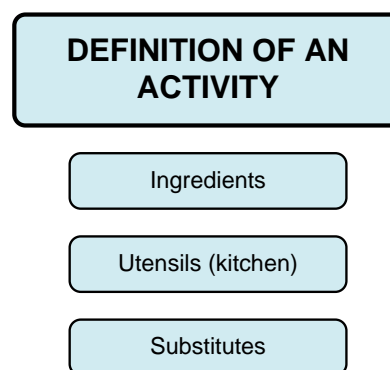 DEFINITION OF AN
ACTIVITY
Ingredients
Utensils (kitchen)
Substitutes